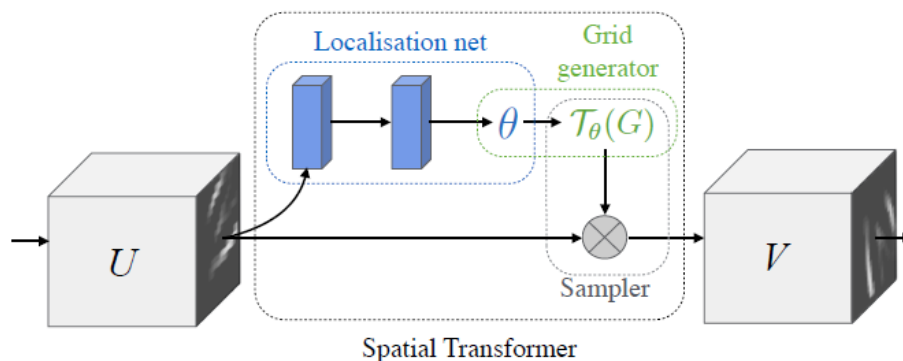 Localisation net
Grid
generator
θ
𝒯θ(G)
U
V
Sampler
Spatial Transformer